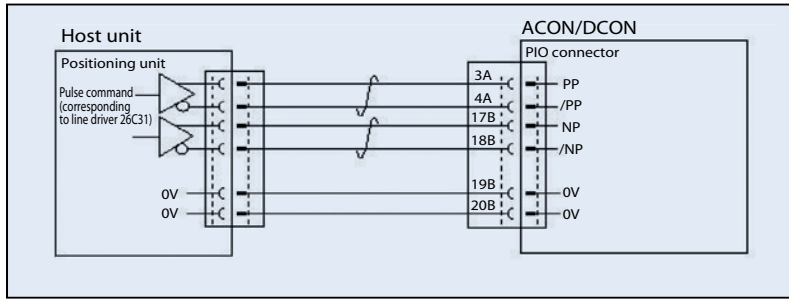 Host unit
Positioning unit
Pulse command
(corresponding
to line driver 26C31)
0V
0V
ACON/DCON
PIO connector
3A
PP
4A
/PP
17B
NP
18B
/NP
19B
0V
20B
0V